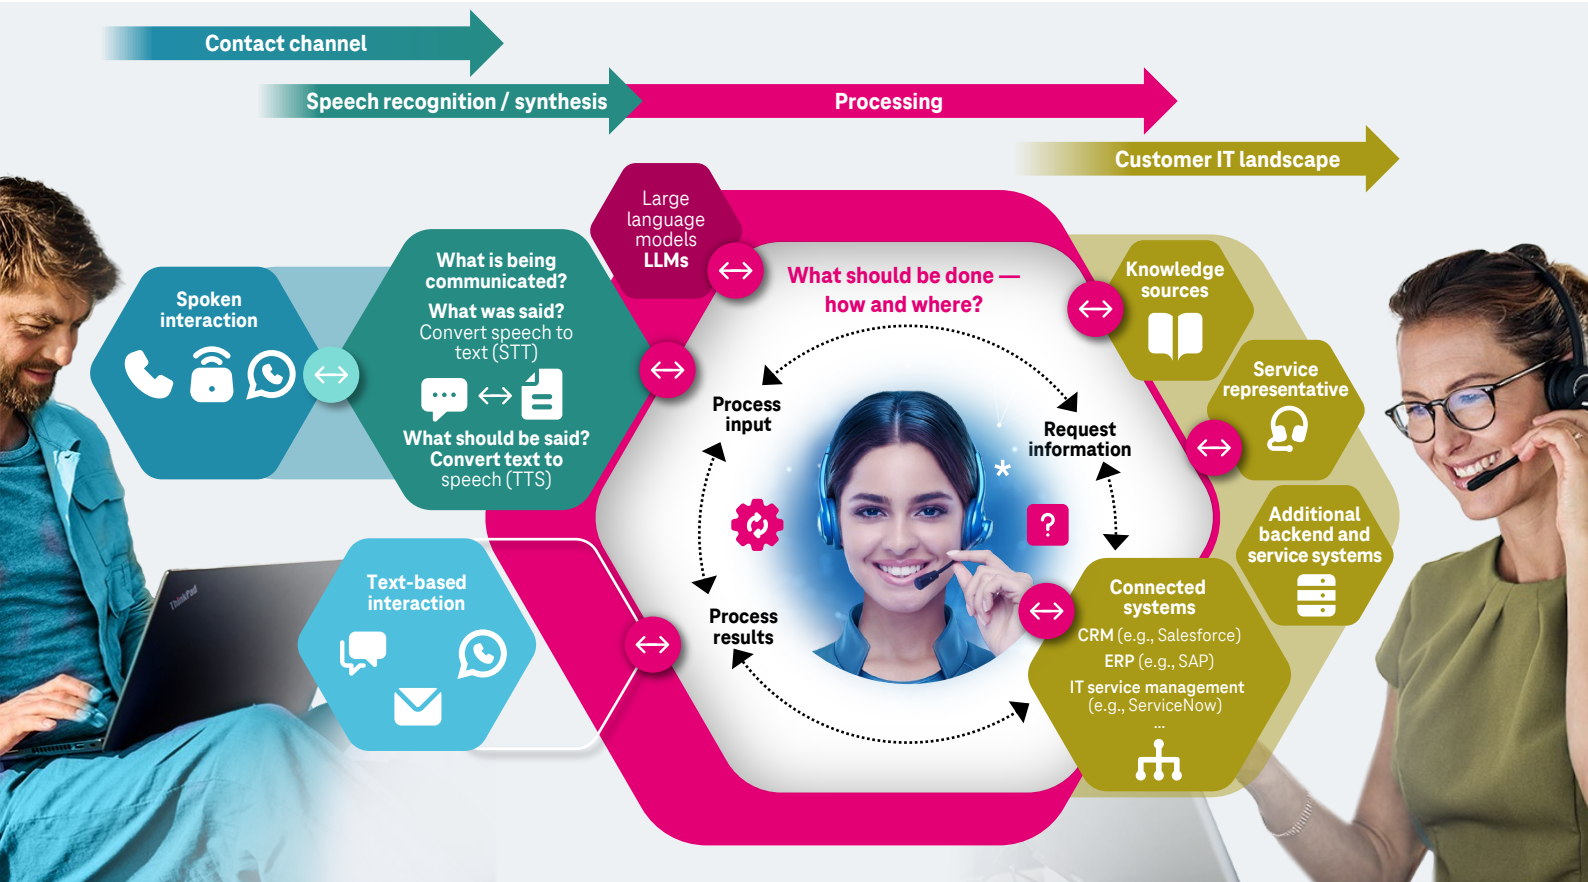 Contact channel
Speech recognition / synthesis
Processing
Customer IT landscape
Large
language
models
LLMs
What is being
communicated?
What was said?
Convert speech to
text (STT)
What should be said?
Convert text to
speech (TTS)
Spoken
interaction
Text-based
interaction
What should be done —
how and where?
Process
input
Request
information
Process
results
*
?
Knowledge
sources
Service
representative
Additional
backend and
service systems
Connected
systems
CRM (e.g., Salesforce)
ERP (e.g., SAP)
IT service management
(e.g., ServiceNow)
...
ThinkPad